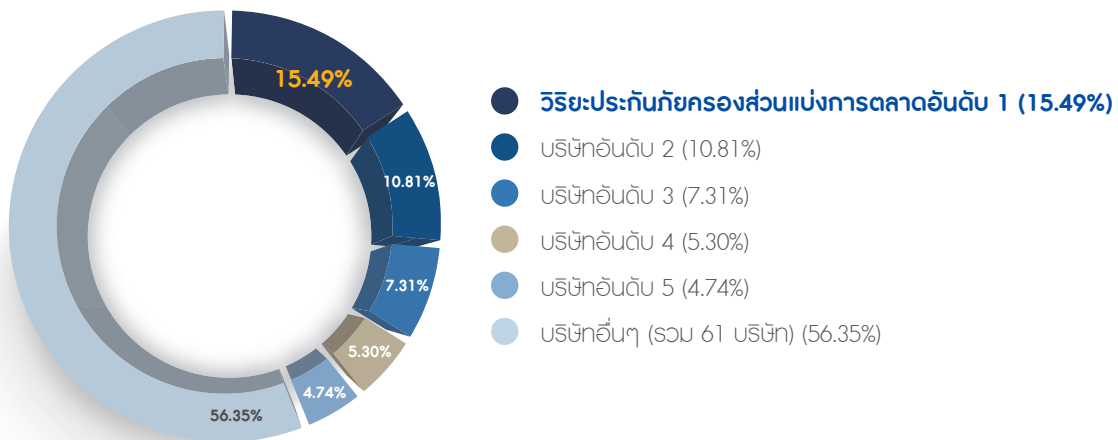 15.49%
10.81%
7.31%
5.30%
4.74%
56.35%
วิริยะประกันภัยครองส่วนแบ่งการตลาดอันดับ 1 (15.49%)
บริษัทอันดับ 2 (10.81%)
บริษัทอันดับ 3 (7.31%)
บริษัทอันดับ 4 (5.30%)
บริษัทอันดับ 5 (4.74%)
บริษัทอื่นๆ (รวม 61 บริษัท) (56.35%)